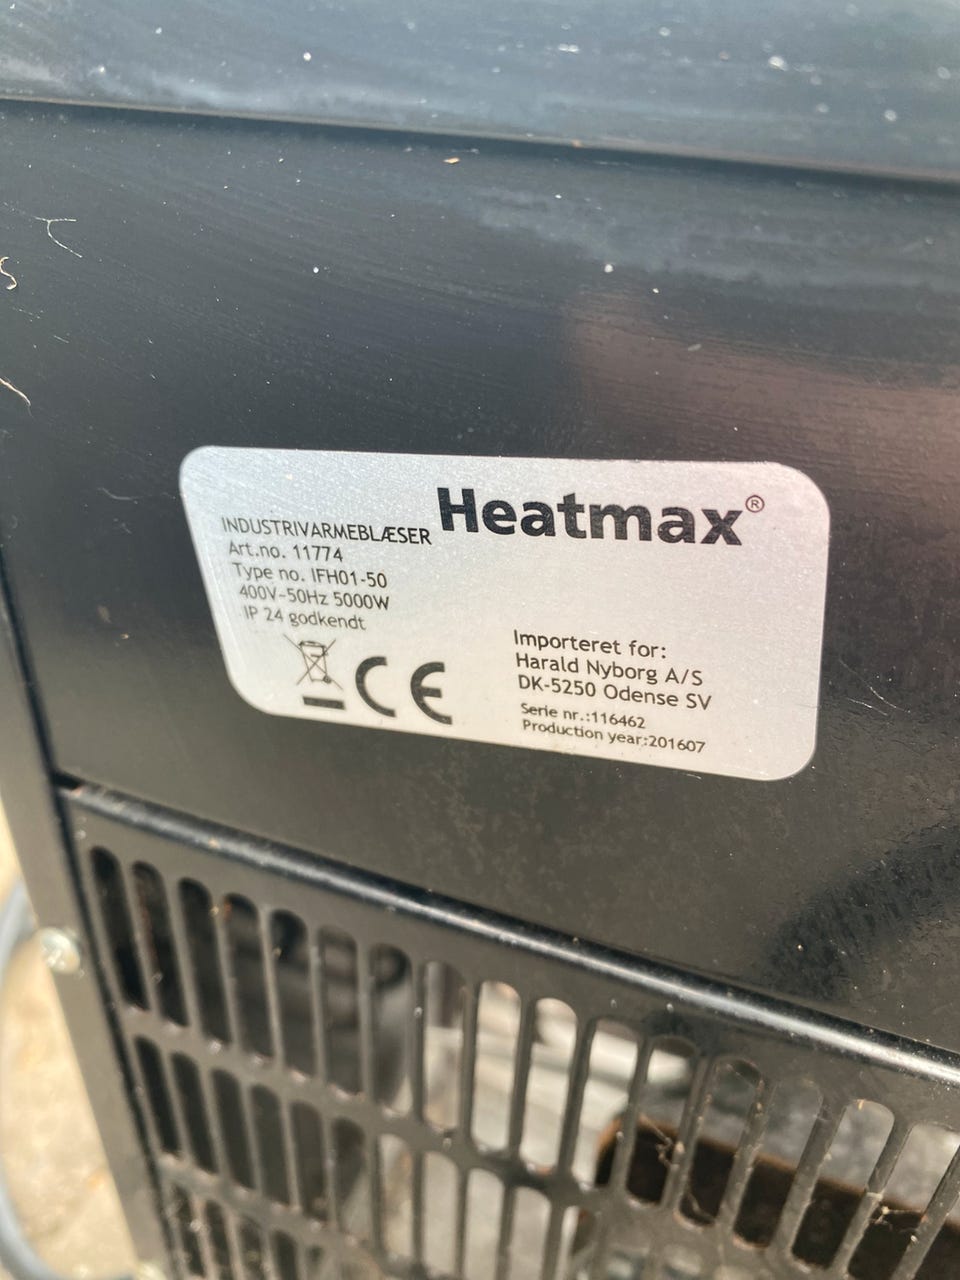 Heatmax®
INDUSTRIVARMEBLÆSER
Art.no. 11774
Type no. IFH01-50
400V~50Hz 5000W
IP 24 godkendt
CE
Importeret for:
Harald Nyborg A/S
DK-5250 Odense SV
Serie nr.:116462
Production year:201607